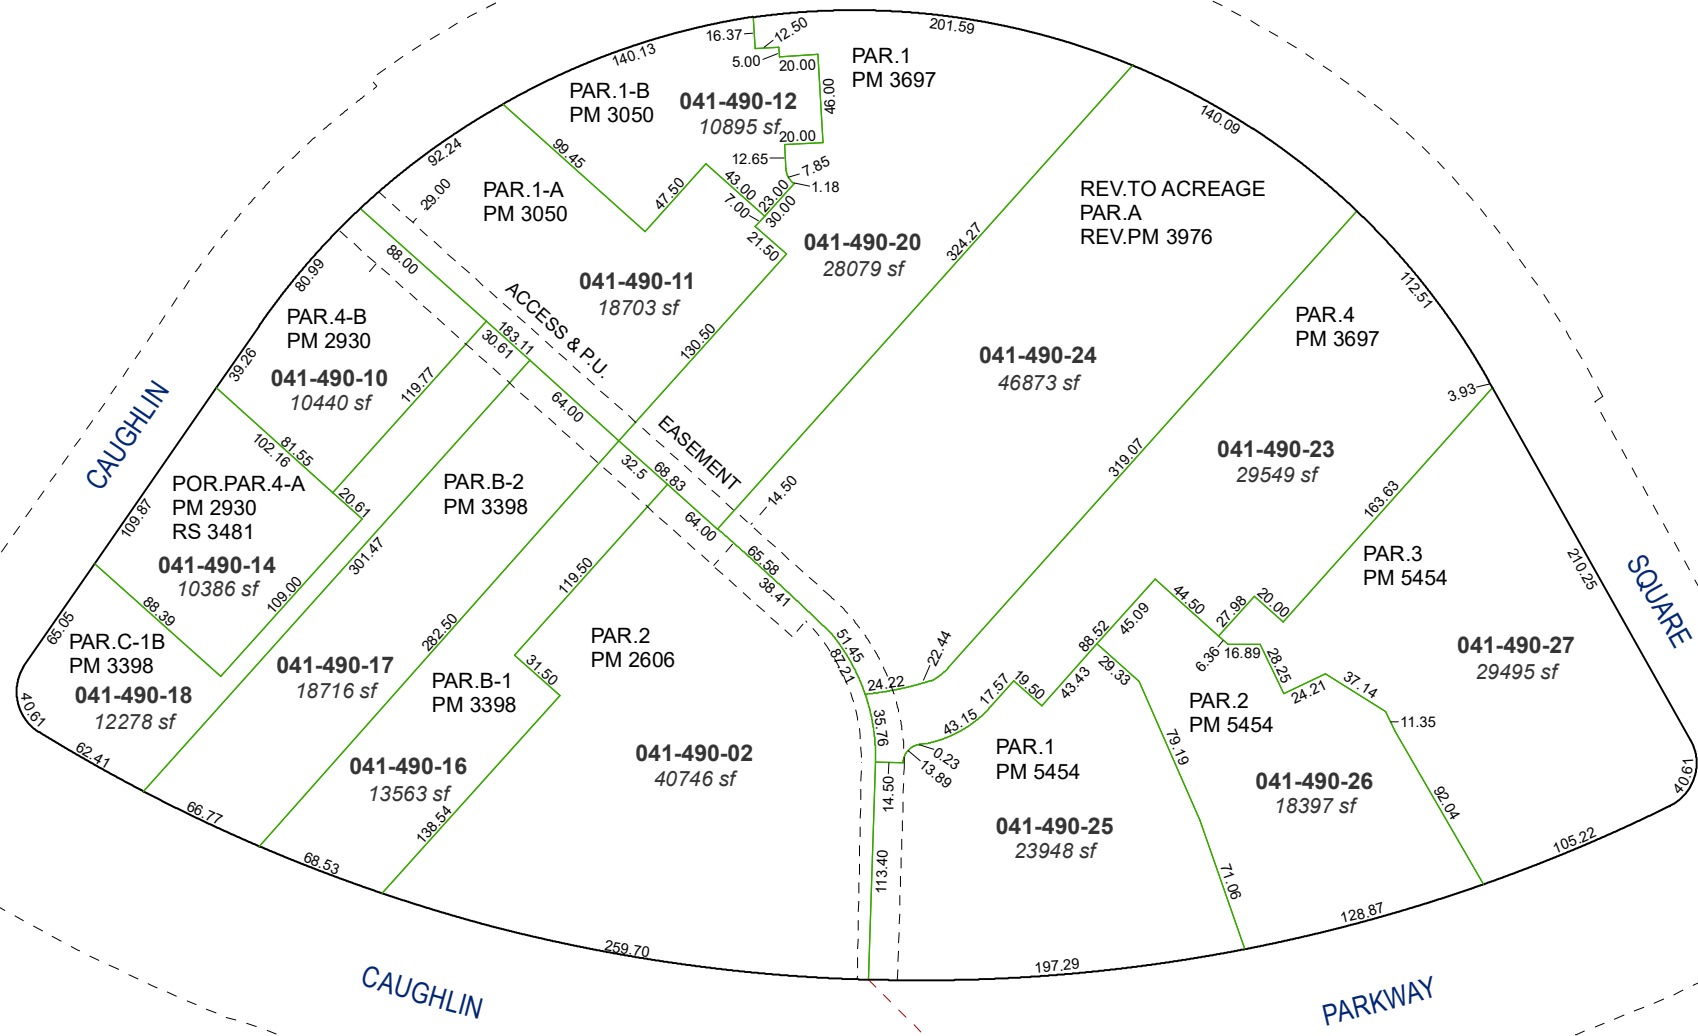 201.59
16.37
12.50
140.13
5.00
20.00
PAR.1
PM 3697
PAR.1-B
PM 3050
041-490-12
10895 sf
46.00
20.00
140.09
92.24
99.45
12.65
7.85
1.18
29.00
PAR.1-A
PM 3050
47.50
43.00
23.00
7.00
30.00
21.50
REV.TO ACREAGE
PAR.A
REV.PM 3976
041-490-20
28079 sf
324.27
88.00
80.99
041-490-11
18703 sf
112.51
ACCESS & P.U.
EASEMENT
PAR.4-B
PM 2930
183.11
30.61
130.50
PAR.4
PM 3697
39.26
041-490-10
10440 sf
119.77
041-490-24
46873 sf
3.93
64.00
CAUGHLIN
81.55
102.16
20.61
32.5
68.83
14.50
319.07
041-490-23
29549 sf
163.63
POR.PAR.4-A
PM 2930
RS 3481
109.87
PAR.B-2
PM 3398
64.00
041-490-14
10386 sf
301.47
119.50
65.58
38.41
PAR.3
PM 5454
210.25
SQUARE
88.39
109.00
44.50
27.98
20.00
45.09
65.05
PAR.C-1B
PM 3398
282.50
PAR.2
PM 2606
51.45
87.21
22.44
88.52
6.36
16.89
28.25
041-490-27
29495 sf
041-490-17
18716 sf
31.50
24.22
17.57
19.50
43.43
29.33
24.21
37.14
041-490-18
12278 sf
40.61
PAR.B-1
PM 3398
35.76
43.15
PAR.2
PM 5454
11.35
62.41
041-490-02
40746 sf
0.23
13.89
PAR.1
PM 5454
79.19
041-490-16
13563 sf
14.50
041-490-26
18397 sf
40.61
92.04
66.77
138.54
041-490-25
23948 sf
105.22
68.53
113.40
71.06
128.87
259.70
197.29
CAUGHLIN
PARKWAY